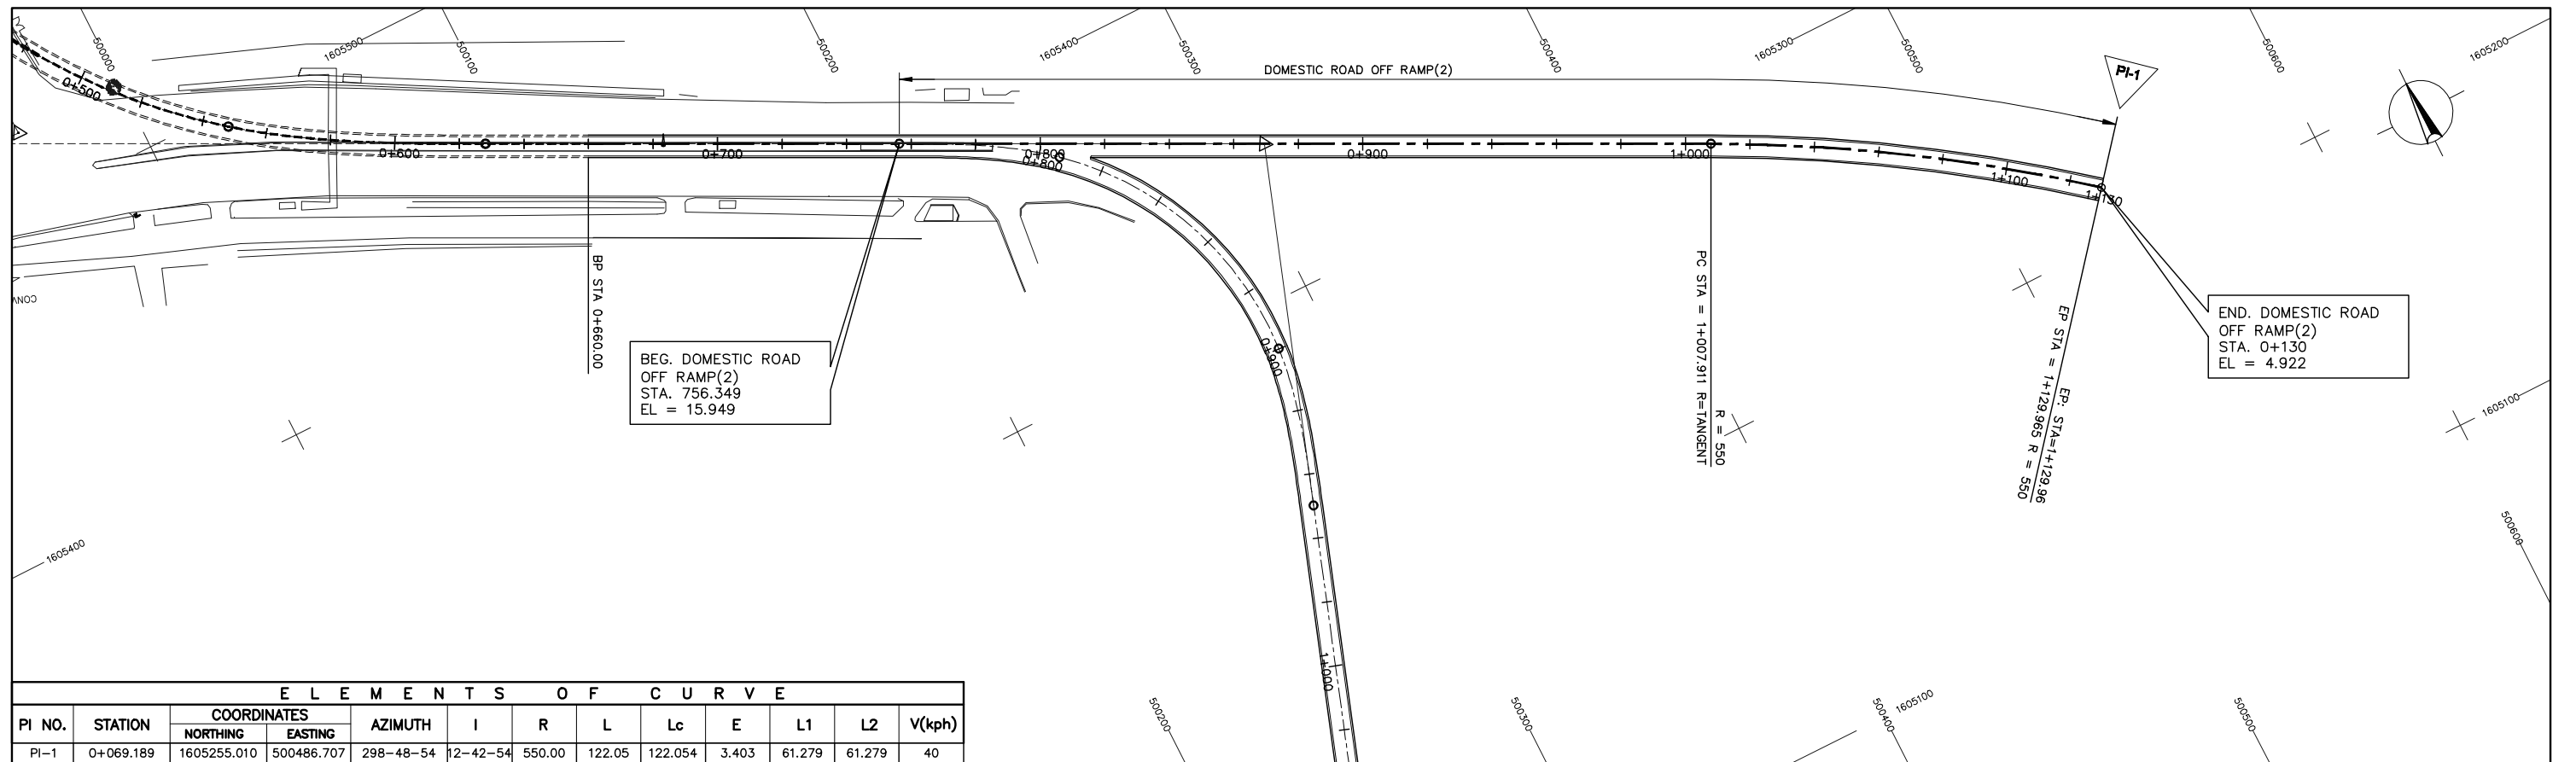 500000
1605500
500100
500200
1605400
500300
500400
1605300
500500
500600
1605200
DOMESTIC ROAD OFF RAMP(2)
PI-1
0+500
0+600
0+700
0+800
0+800
0+900
1+000
1+100
1+130
CONV
BP STA 0+660.00
BEG. DOMESTIC ROAD
OFF RAMP(2)
STA. 756.349
EL = 15.949
0+900
PC STA = 1+007.911 R=TANGENT
R = 550
EP STA = 1+129.965 R = 550
EP: STA=1+129.96
END. DOMESTIC ROAD
OFF RAMP(2)
STA. 0+130
EL = 4.922
1605100
1605400
500600
1+000
500200
500300
500400
1605100
500500
ELEMENTS OF CURVE
PI NO. STATION COORDINATES AZIMUTH I R L Lc E L1 L2 V(kph)
NORTHING EASTING
PI-1 0+069.189 1605255.010 500486.707 298-48-54 12-42-54 550.00 122.05 122.054 3.403 61.279 61.279 40